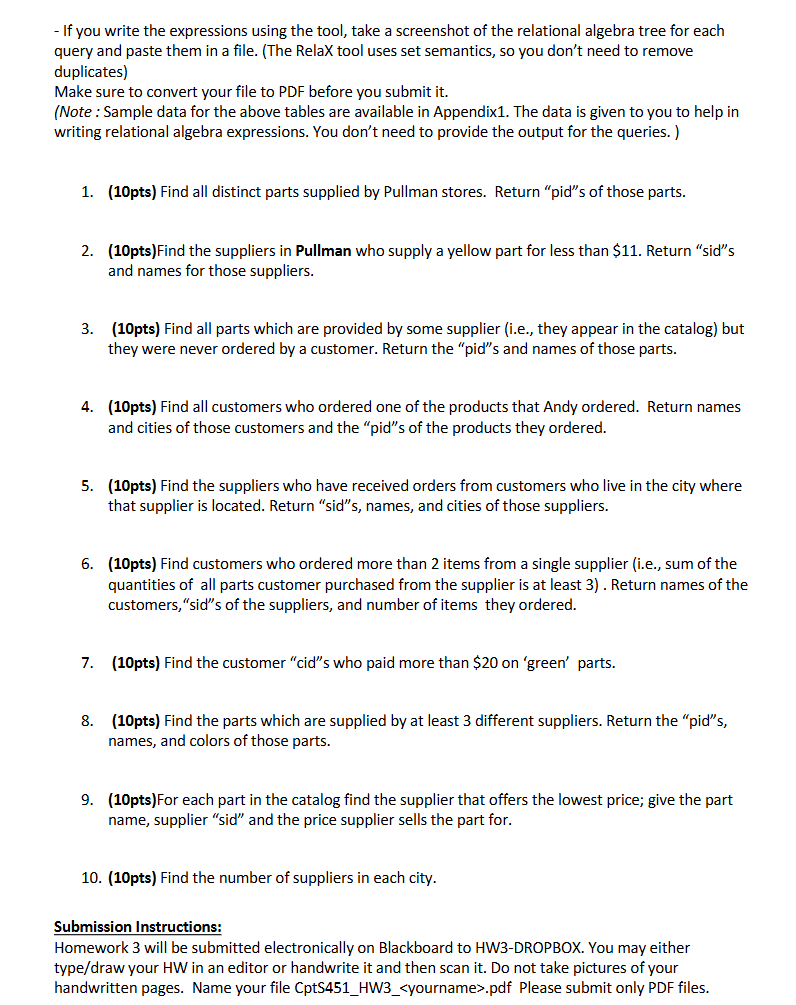 - If you write the expressions using the tool, take a screenshot of the relational algebra tree for each
query and paste them in a file. (The RelaX tool uses set semantics, so you don’t need to remove
duplicates)
Make sure to convert your file to PDF before you submit it.
(Note : Sample data for the above tables are available in Appendix1. The data is given to you to help in
writing relational algebra expressions. You don’t need to provide the output for the queries. )
1. (10pts) Find all distinct parts supplied by Pullman stores. Return “pid”s of those parts.
2. (10pts)Find the suppliers in Pullman who supply a yellow part for less than $11. Return “sid”s
and names for those suppliers.
3. (10pts) Find all parts which are provided by some supplier (i.e., they appear in the catalog) but
they were never ordered by a customer. Return the “pid”s and names of those parts.
4. (10pts) Find all customers who ordered one of the products that Andy ordered. Return names
and cities of those customers and the “pid”s of the products they ordered.
5. (10pts) Find the suppliers who have received orders from customers who live in the city where
that supplier is located. Return “sid”s, names, and cities of those suppliers.
6. (10pts) Find customers who ordered more than 2 items from a single supplier (i.e., sum of the
quantities of all parts customer purchased from the supplier is at least 3) . Return names of the
customers,“sid”s of the suppliers, and number of items they ordered.
7. (10pts) Find the customer “cid”s who paid more than $20 on ‘green’ parts.
8. (10pts) Find the parts which are supplied by at least 3 different suppliers. Return the “pid”s,
names, and colors of those parts.
9. (10pts)For each part in the catalog find the supplier that offers the lowest price; give the part
name, supplier “sid” and the price supplier sells the part for.
10. (10pts) Find the number of suppliers in each city.
Submission Instructions:
Homework 3 will be submitted electronically on Blackboard to HW3-DROPBOX. You may either
type/draw your HW in an editor or handwrite it and then scan it. Do not take pictures of your
handwritten pages. Name your file CptS451_HW3_<yourname>.pdf Please submit only PDF files.